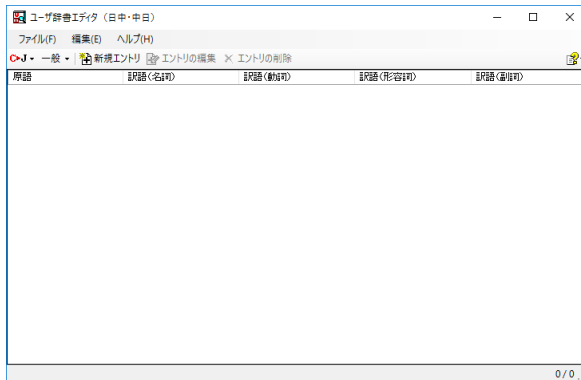 ユーザ辞書エディタ（日中・中日）
ファイル(F) 編集(E) ヘルプ(H)
C▸J 一般 新規エントリ エントリの編集 エントリの削除
原語 訳語(名詞) 訳語(動詞) 訳語(形容詞) 訳語(副詞)
0/0